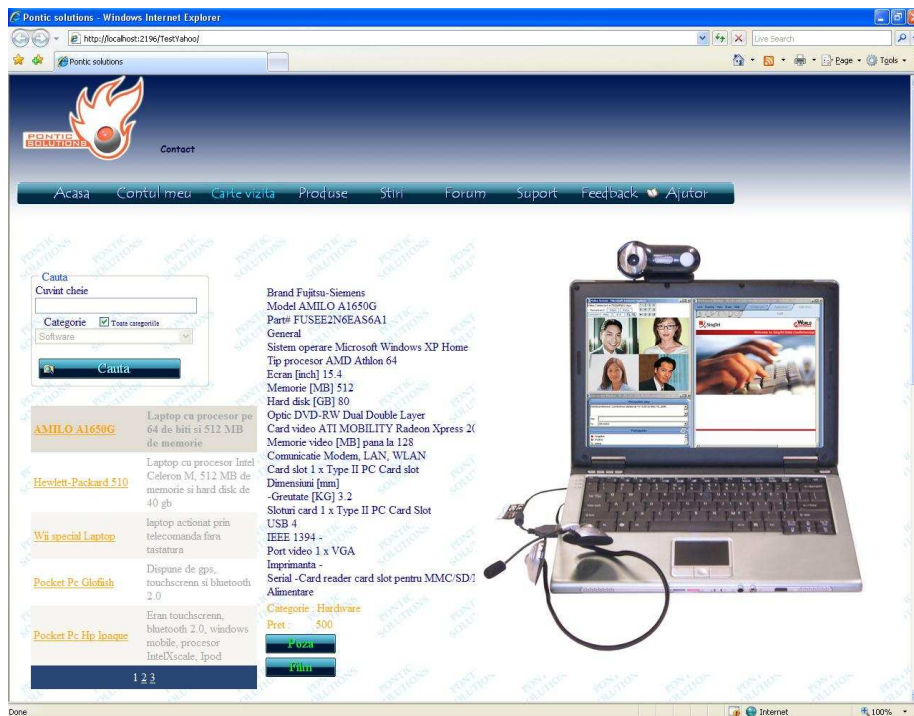 Pontic solutions - Windows Internet Explorer
http://localhost:2196/TestYahoo/
Live Search
Pontic solutions
Page
Tools
PONTIC
SOLUTIONS
Contact
Acasa Contul meu Carte vizita Produse Stiri Forum Suport Feedback Ajutor
Cauta
Cuvint cheie
Categorie Toate categoriile
Software
Cauta
AMILO A1650G
Laptop cu procesor pe
64 de biti si 512 MB
de memorie
Hewlett-Packard 510
Laptop cu procesor Intel
Celeron M, 512 MB de
memorie si hard disk de
40 gb
Wii special Laptop
laptop actionat prin
telecomanda fara
tastatura
Pocket Pc Glofiish
Dispune de gps,
touchscrenn si bluetooth
2.0
Pocket Pc Hp Ipaque
Eran touchscrenn,
bluetooth 2.0, windows
mobile, procesor
IntelXscale, Ipod
1 2 3
Brand Fujitsu-Siemens
Model AMILO A1650G
Part# FUSEE2N6EAS6A1
General
Sistem operare Microsoft Windows XP Home
Tip procesor AMD Athlon 64
Ecran [inch] 15.4
Memorie [MB] 512
Hard disk [GB] 80
Optic DVD-RW Dual Double Layer
Card video ATI MOBILITY Radeon Xpress 20
Memorie video [MB] pana la 128
Comunicatie Modem, LAN, WLAN
Card slot 1 x Type II PC Card slot
Dimensiuni [mm]
-Greutate [KG] 3.2
Sloturi card 1 x Type II PC Card Slot
USB 4
IEEE 1394 -
Port video 1 x VGA
Imprimanta -
Serial -Card reader card slot pentru MMC/SD/
Alimentare
Categorie : Hardware
Pret : 500
Poza
Film
Singlet
Done
Internet
100%